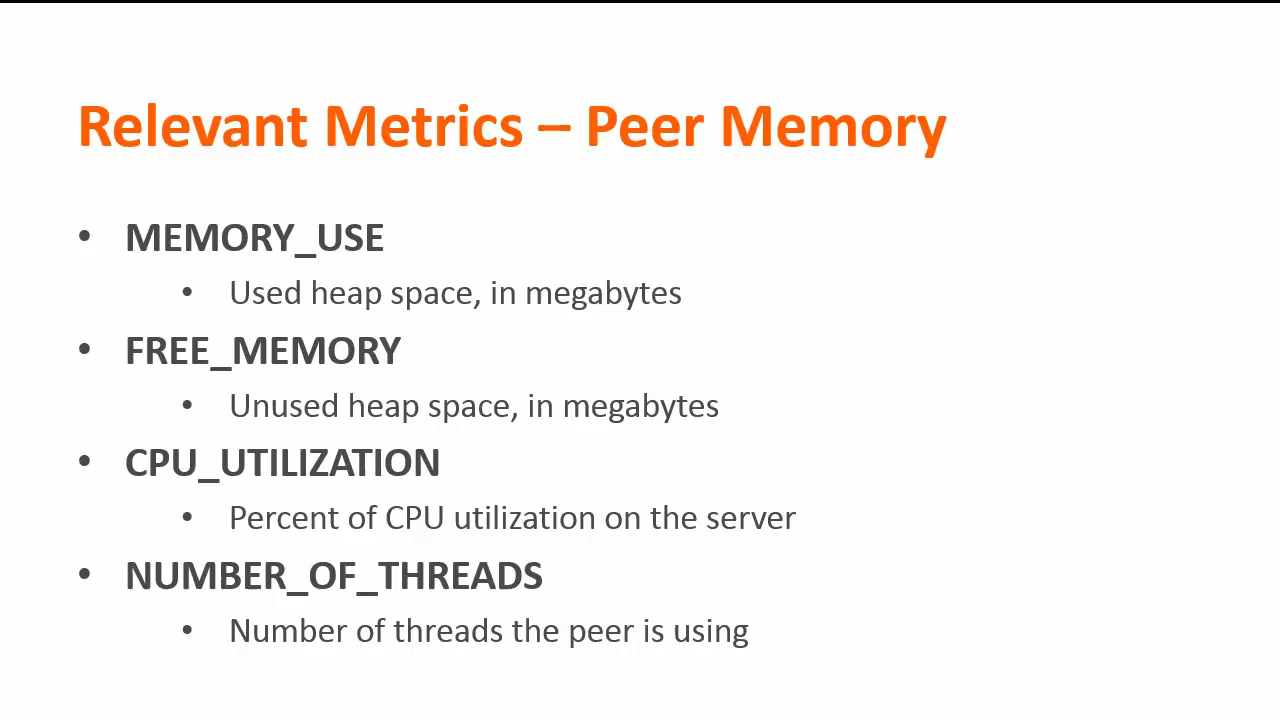 Relevant Metrics – Peer Memory
• MEMORY_USE
• Used heap space, in megabytes
• FREE_MEMORY
• Unused heap space, in megabytes
• CPU_UTILIZATION
• Percent of CPU utilization on the server
• NUMBER_OF_THREADS
• Number of threads the peer is using